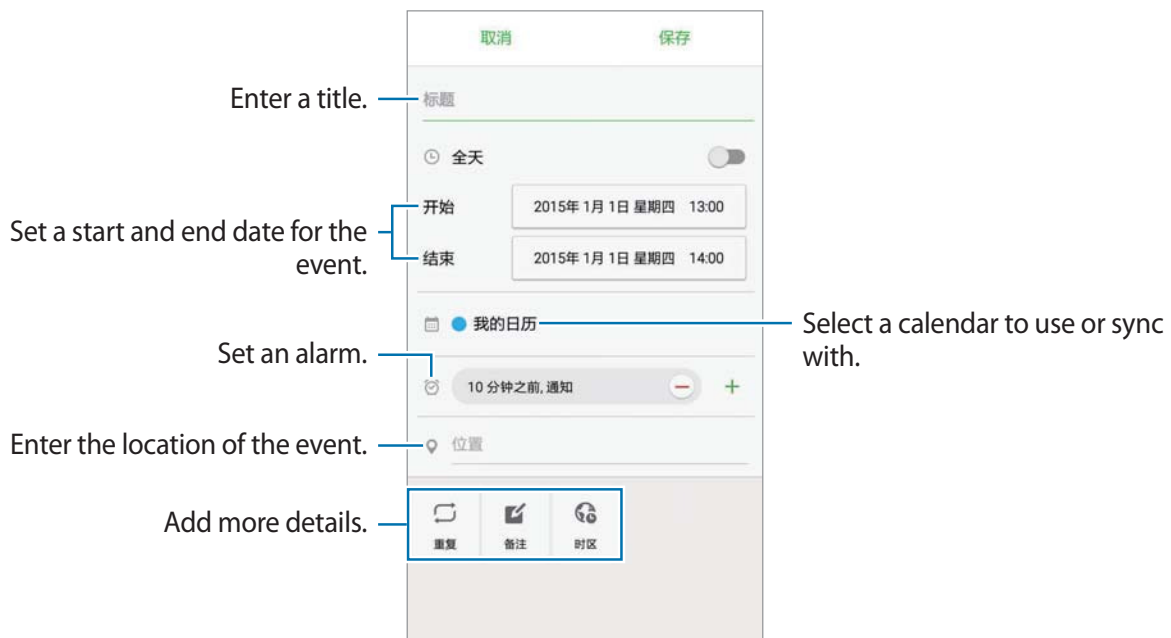 取消 保存
Enter a title.
标题
全天
Set a start and end date for the
event.
开始 2015年 1月 1日 星期四 13:00
结束 2015年 1月 1日 星期四 14:00
我的日历
Select a calendar to use or sync
with.
Set an alarm.
10 分钟之前, 通知
Enter the location of the event.
位置
Add more details.
重复 备注 时区